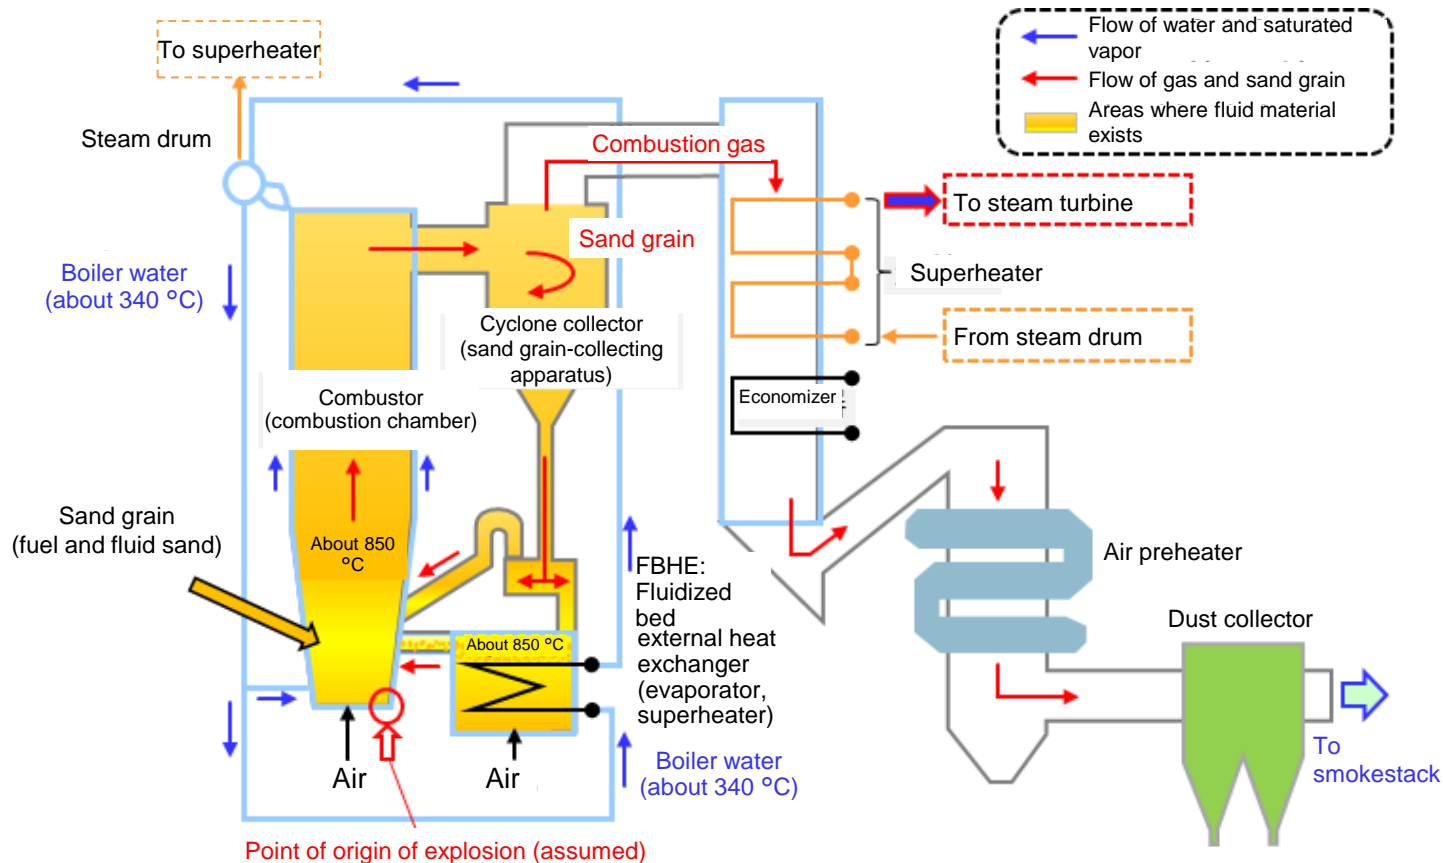 To superheater
Flow of water and saturated
vapor
Flow of gas and sand grain
Areas where fluid material
exists
Steam drum
Combustion gas
To steam turbine
Sand grain
Superheater
Boiler water
(about 340 °C)
Cyclone collector
(sand grain-collecting
apparatus)
From steam drum
Combustor
(combustion chamber)
Economizer
Sand grain
(fuel and fluid sand)
About 850
°C
Air preheater
FBHE:
Fluidized
bed
external heat
exchanger
(evaporator,
superheater)
About 850 °C
Dust collector
Air
Air
Boiler water
(about 340 °C)
To
smokestack
Point of origin of explosion (assumed)